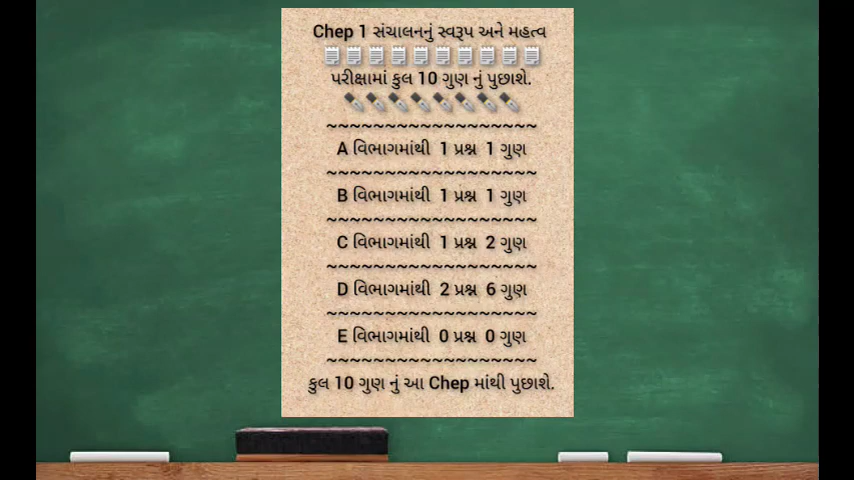 Chep 1 સંચાલનનું સ્વરૂપ અને મહત્વ
પરીક્ષામાં કુલ 10 ગુણ નું પુછાશે.
~~~~~~~~~~~~~~~~~~
A વિભાગમાંથી 1 પ્રશ્ન 1 ગુણ
~~~~~~~~~~~~~~~~~~
B વિભાગમાંથી 1 પ્રશ્ન 1 ગુણ
~~~~~~~~~~~~~~~~~~
C વિભાગમાંથી 1 પ્રશ્ન 2 ગુણ
~~~~~~~~~~~~~~~~~~
D વિભાગમાંથી 2 પ્રશ્ન 6 ગુણ
~~~~~~~~~~~~~~~~~~
E વિભાગમાંથી 0 પ્રશ્ન 0 ગુણ
~~~~~~~~~~~~~~~~~~
કુલ 10 ગુણ નું આ Chep માંથી પુછાશે.